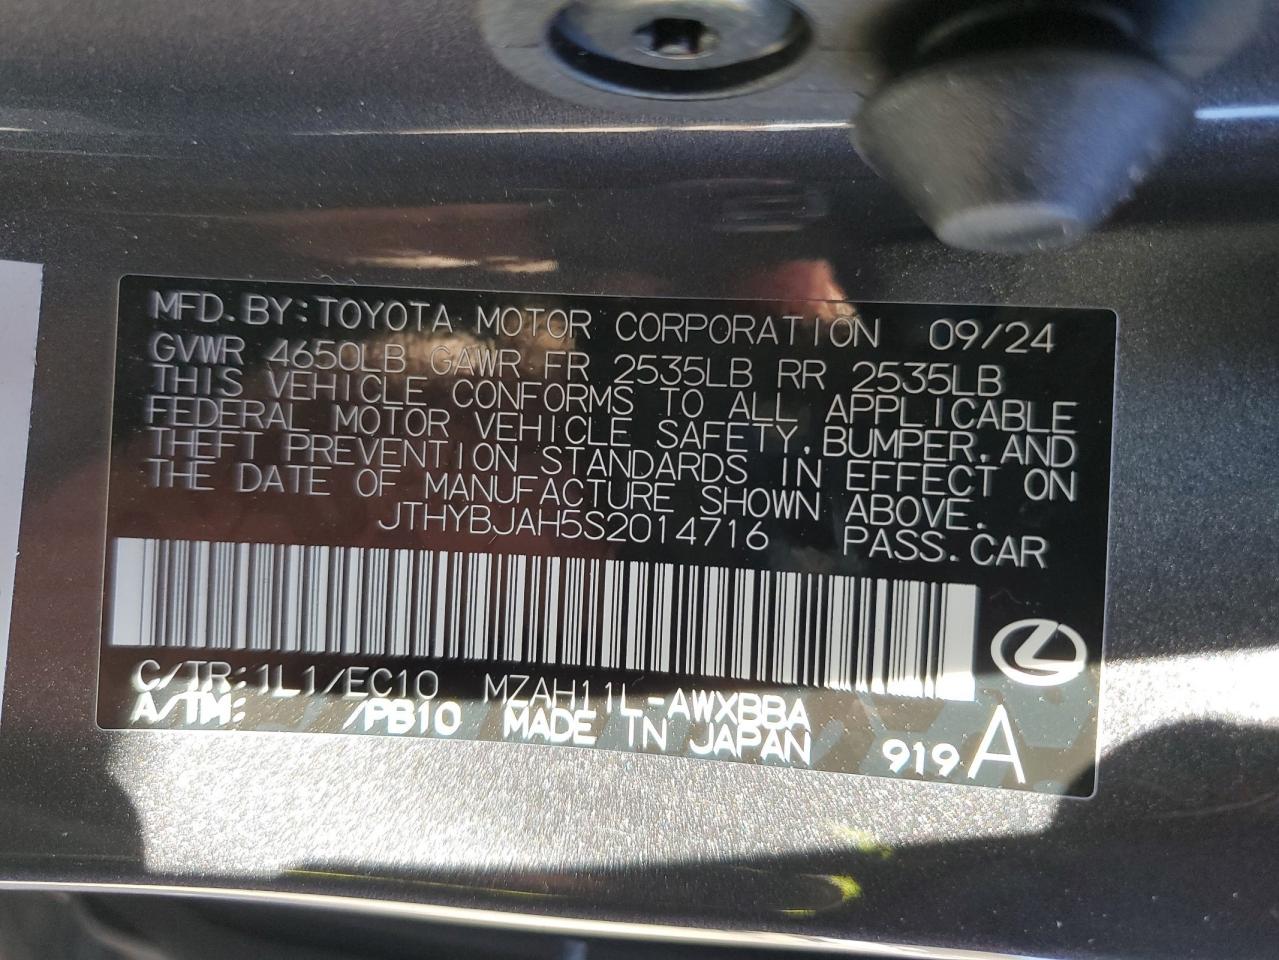 MFD.BY:TOYOTA MOTOR CORPORATION 09/24
GVWR 4650LB GAWR FR 2535LB RR 2535LB
THIS VEHICLE CONFORMS TO ALL APPLICABLE
FEDERAL MOTOR VEHICLE SAFETY,BUMPER,AND
THEFT PREVENTION STANDARDS IN EFFECT ON
THE DATE OF MANUFACTURE SHOWN ABOVE.
JTHYBJAH5S2014716 PASS.CAR
C/TR:1L1/EC10 MZAH11L-AWXBBA
A/TM: /PB10 MADE IN JAPAN 919 A